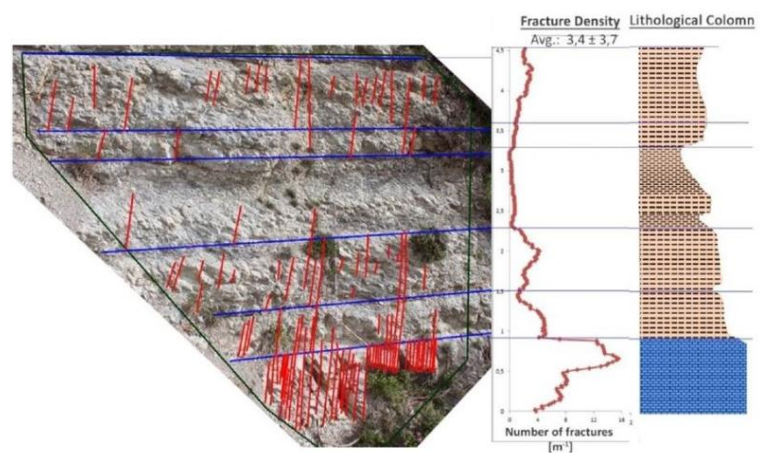 Fracture Density
Lithological Colomn
Avg.: 3,4 ± 3,7
4,5
4
3,5
3
2,5
2
1,5
1
0,5
0
0 4 8 12 16
Number of fractures
[m⁻¹]